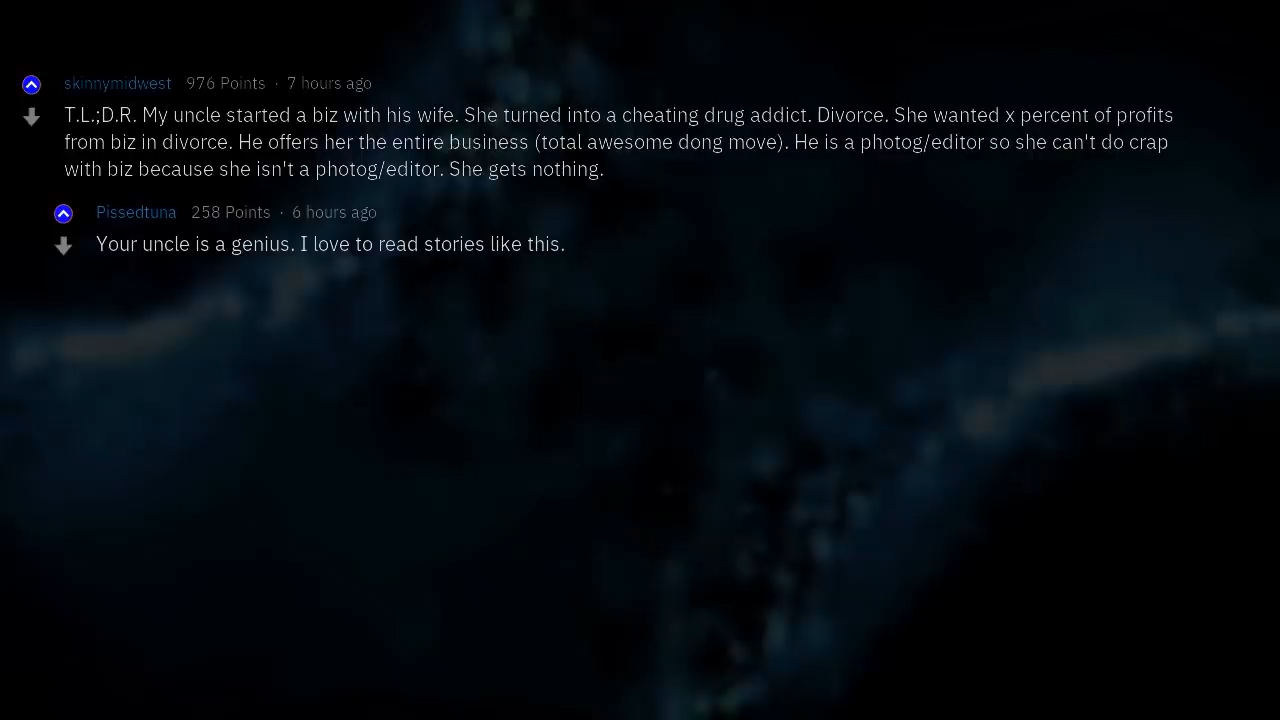 skinnymidwest 976 Points · 7 hours ago
T.L.;D.R. My uncle started a biz with his wife. She turned into a cheating drug addict. Divorce. She wanted x percent of profits
from biz in divorce. He offers her the entire business (total awesome dong move). He is a photog/editor so she can't do crap
with biz because she isn't a photog/editor. She gets nothing.
Pissedtuna 258 Points · 6 hours ago
Your uncle is a genius. I love to read stories like this.